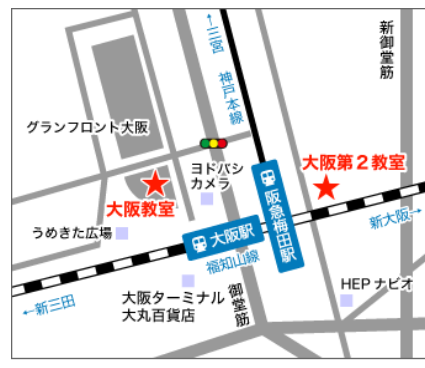 ←三宮
神戸本線
新御堂筋
グランフロント大阪
ヨドバシ
カメラ
大阪第2教室
大阪教室
阪急梅田駅
うめきた広場
大阪駅
新大阪→
福知山線
←新三田
大阪ターミナル
大丸百貨店
御堂筋
HEPナビオ